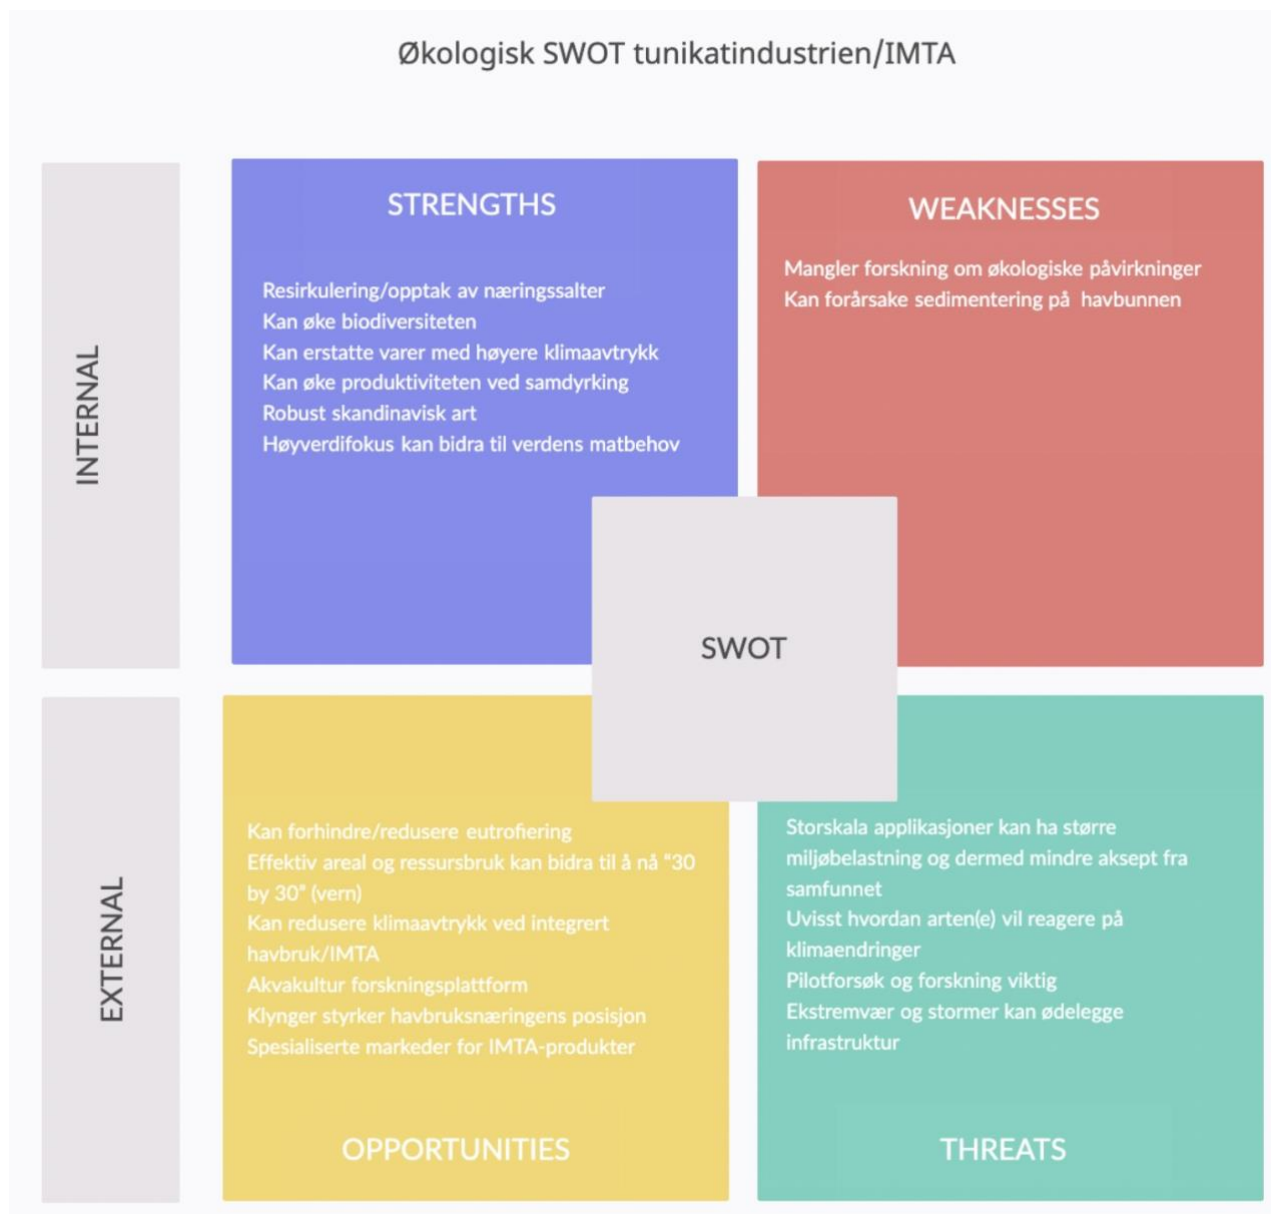 Økologisk SWOT tunikatindustrien/IMTA
INTERNAL
STRENGTHS
Resirkulering/opptak av næringssalter
Kan øke biodiversiteten
Kan erstatte varer med høyere klimaavtrykk
Kan øke produktiviteten ved samdyrking
Robust skandinavisk art
Høyverdifokus kan bidra til verdens matbehov
WEAKNESSES
Mangler forskning om økologiske påvirkninger
Kan forårsake sedimentering på havbunnen
SWOT
EXTERNAL
Kan forhindre/redusere eutrofiering
Effektiv areal og ressursbruk kan bidra til å nå "30
by 30" (vern)
Kan redusere klimaavtrykk ved integrert
havbruk/IMTA
Akvakultur forskningsplattform
Klynger styrker havbruksnæringens posisjon
Spesialiserte markeder for IMTA-produkter
OPPORTUNITIES
Storskala applikasjoner kan ha større
miljøbelastning og dermed mindre aksept fra
samfunnet
Uvisst hvordan arten(e) vil reagere på
klimaendringer
Pilotforsøk og forskning viktig
Ekstremvær og stormer kan ødelegge
infrastruktur
THREATS